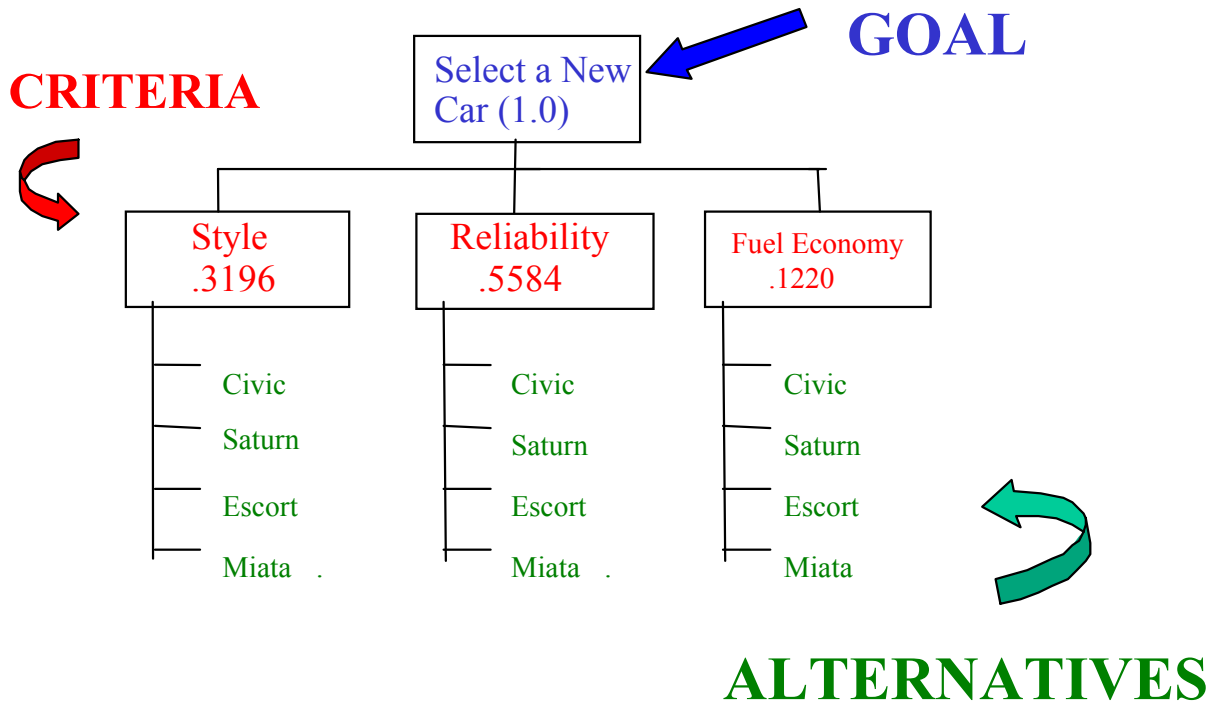 GOAL
Select a New
Car (1.0)
CRITERIA
Style
.3196
Reliability
.5584
Fuel Economy
.1220
Civic
Saturn
Escort
Miata .
Civic
Saturn
Escort
Miata .
Civic
Saturn
Escort
Miata
ALTERNATIVES